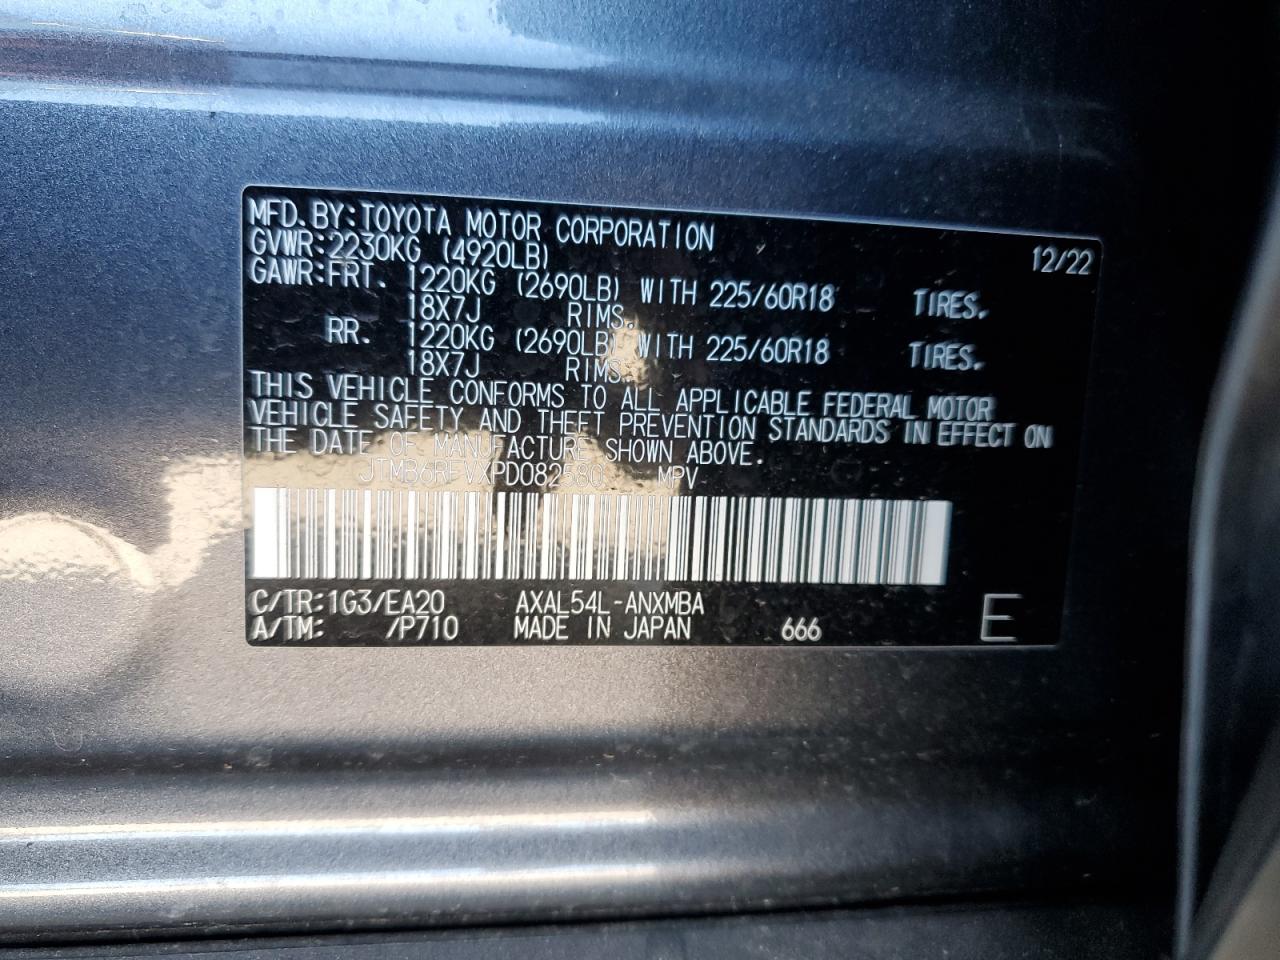 MFD.BY:TOYOTA MOTOR CORPORATION 12/22
GVWR:2230KG (4920LB)
GAWR:FRT. 1220KG (2690LB) WITH 225/60R18 TIRES.
18X7J RIMS.
RR. 1220KG (2690LB) WITH 225/60R18 TIRES.
18X7J RIMS.
THIS VEHICLE CONFORMS TO ALL APPLICABLE FEDERAL MOTOR
VEHICLE SAFETY AND THEFT PREVENTION STANDARDS IN EFFECT ON
THE DATE OF MANUFACTURE SHOWN ABOVE.
JTMB6RFVXPD082580 MPV
C/TR:1G3/EA20 AXAL54L-ANXMBA
A/TM: /P710 MADE IN JAPAN 666 E